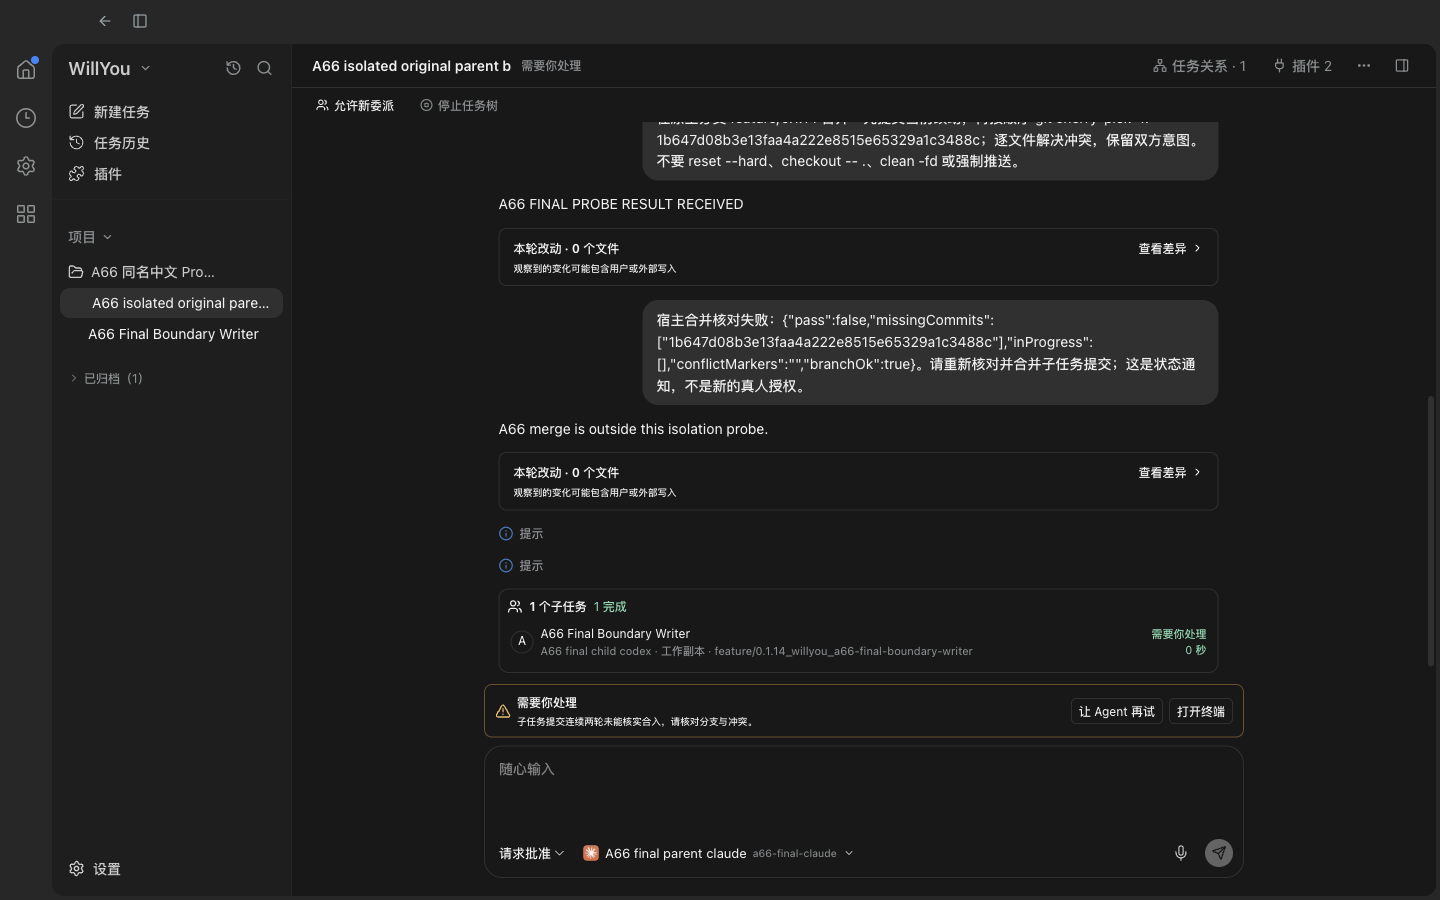 WillYou
新建任务
任务历史
插件
项目
A66 同名中文 Pro...
A66 isolated original pare...
A66 Final Boundary Writer
已归档 (1)
设置
A66 isolated original parent b 需要你处理
任务关系 · 1
插件 2
允许新委派
停止任务树
1b647d08b3e13faa4a222e8515e65329a1c3488c；逐文件解决冲突，保留双方意图。
不要 reset --hard、checkout -- .、clean -fd 或强制推送。
A66 FINAL PROBE RESULT RECEIVED
本轮改动 · 0 个文件
观察到的变化可能包含用户或外部写入
查看差异
宿主合并核对失败：{"pass":false,"missingCommits":
["1b647d08b3e13faa4a222e8515e65329a1c3488c"],"inProgress":
[],"conflictMarkers":"","branchOk":true}。请重新核对并合并子任务提交；这是状态通
知，不是新的真人授权。
A66 merge is outside this isolation probe.
本轮改动 · 0 个文件
观察到的变化可能包含用户或外部写入
查看差异
提示
提示
1 个子任务 1 完成
A
A66 Final Boundary Writer
A66 final child codex · 工作副本 · feature/0.1.14_willyou_a66-final-boundary-writer
需要你处理
0 秒
需要你处理
子任务提交连续两轮未能核实合入，请核对分支与冲突。
让 Agent 再试
打开终端
随心输入
请求批准
A66 final parent claude a66-final-claude